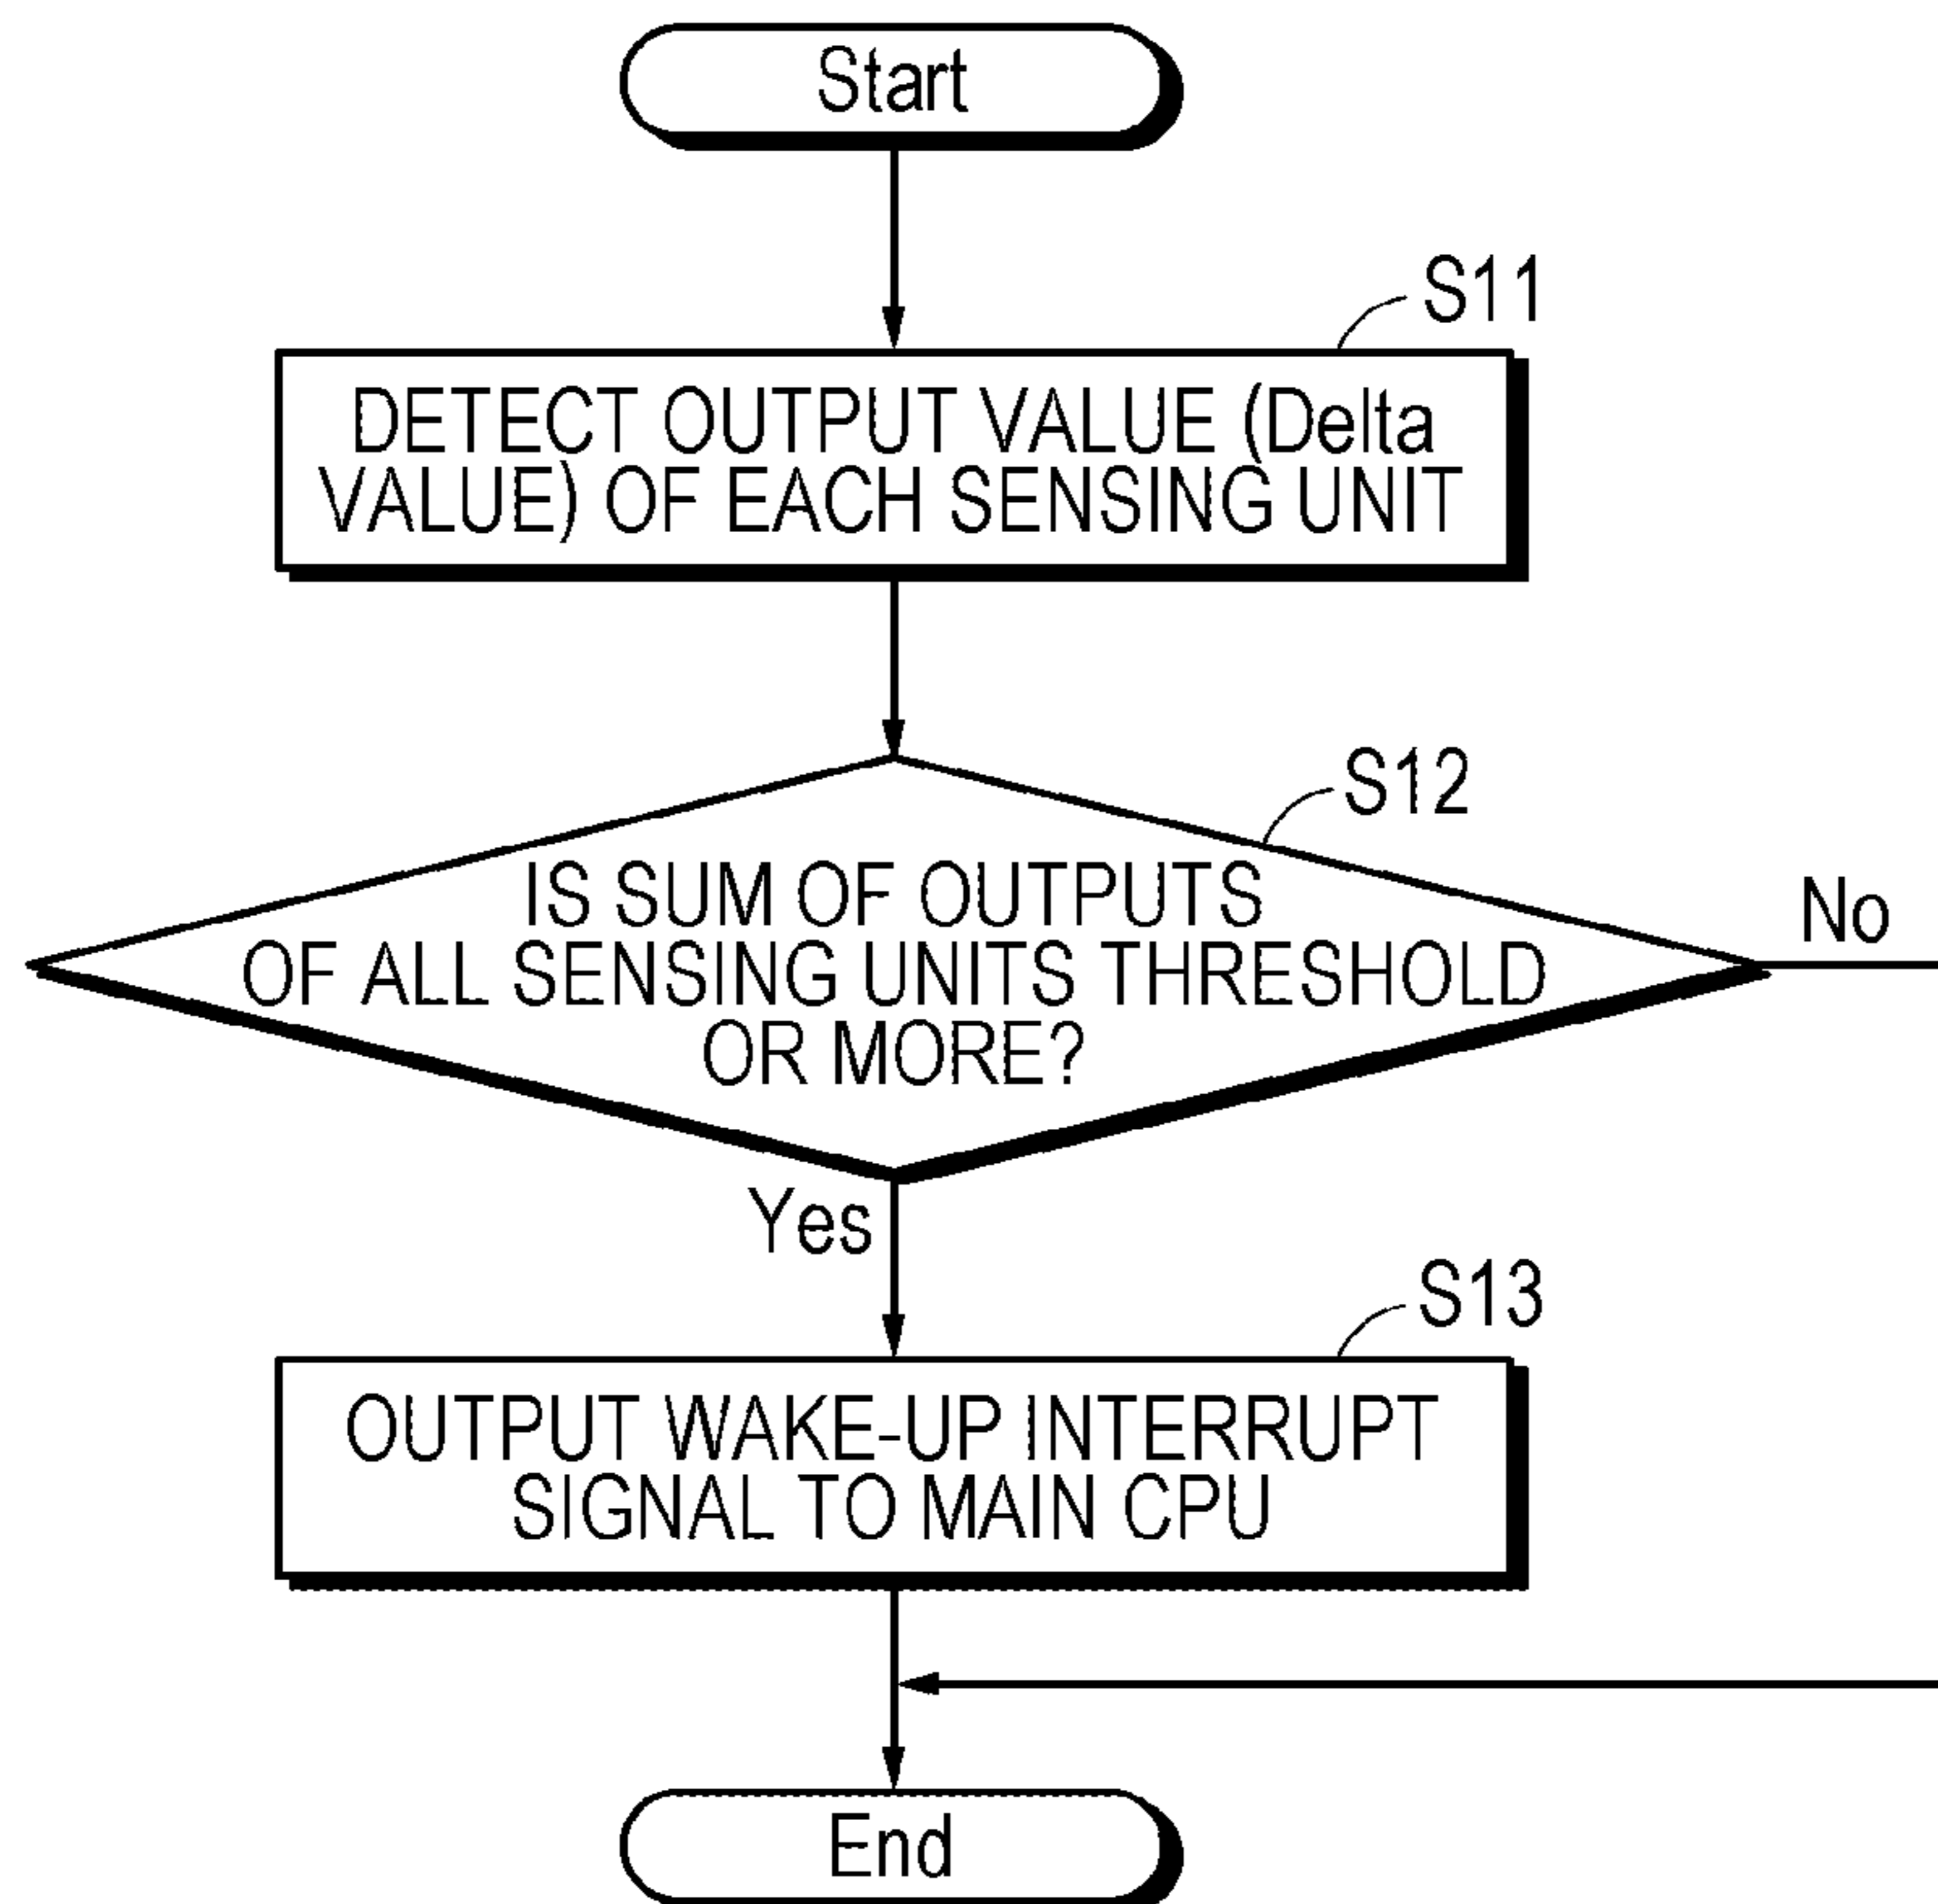 Start
S11
DETECT OUTPUT VALUE (Delta
VALUE) OF EACH SENSING UNIT
S12
IS SUM OF OUTPUTS
OF ALL SENSING UNITS THRESHOLD
OR MORE?
No
Yes
S13
OUTPUT WAKE-UP INTERRUPT
SIGNAL TO MAIN CPU
End